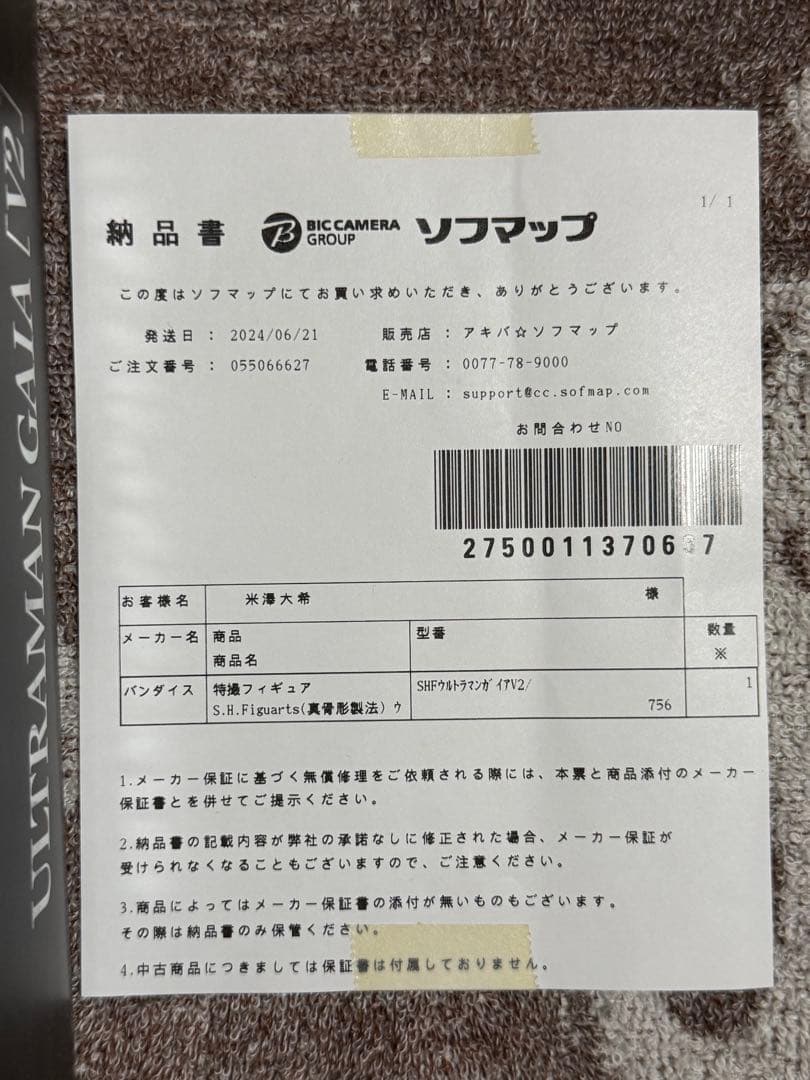 ULTRAMAN GAIA [V2]
1/ 1
納品書 BIC CAMERA GROUP ソフマップ
この度はソフマップにてお買い求めいただき、ありがとうございます。
発送日 : 2024/06/21 販売店 : アキバ☆ソフマップ
ご注文番号 : 055066627 電話番号 : 0077-78-9000
E-MAIL : support@cc.sofmap.com
お問合わせNO
お客様名 米澤大希 様
メーカー名 商品 型番 数量
商品名 ※
バンダイス 特撮フィギュア SHFウルトラマンガイアV2/ 1
S.H.Figuarts(真骨彫製法) ウ 756
1.メーカー保証に基づく無償修理をご依頼される際には、本票と商品添付のメーカー
保証書とを併せてご提示ください。
2.納品書の記載内容が弊社の承諾なしに修正された場合、メーカー保証が
受けられなくなることもございますので、ご注意ください。
3.商品によってはメーカー保証書の添付が無いものもございます。
その際は納品書のみ保管ください。
4.中古商品につきましては保証書は付属しておりません。